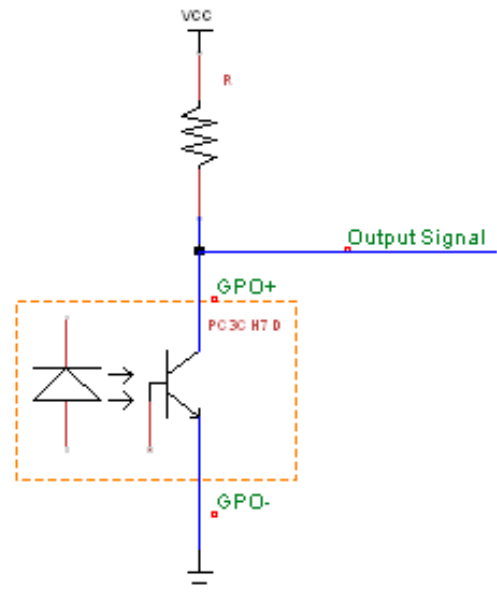 VCC
R
Output Signal
GPO+
PC3CH7D
GPO-